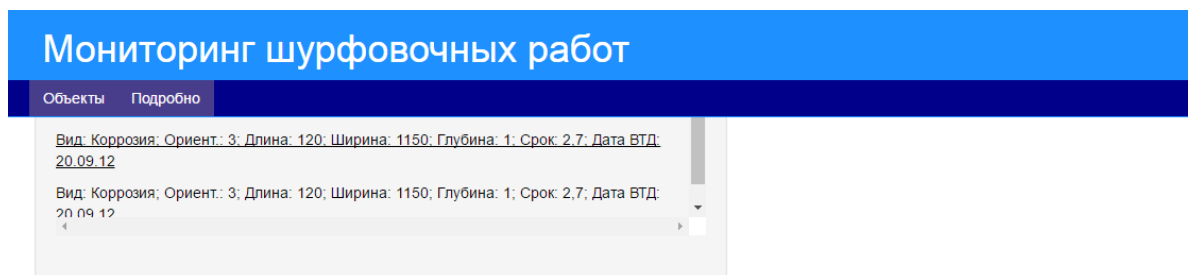 Мониторинг шурфовочных работ
Объекты Подробно
Вид: Коррозия; Ориент.: 3; Длина: 120; Ширина: 1150; Глубина: 1; Срок: 2,7; Дата ВТД:
20.09.12
Вид: Коррозия; Ориент.: 3; Длина: 120; Ширина: 1150; Глубина: 1; Срок: 2,7; Дата ВТД:
20.09.12